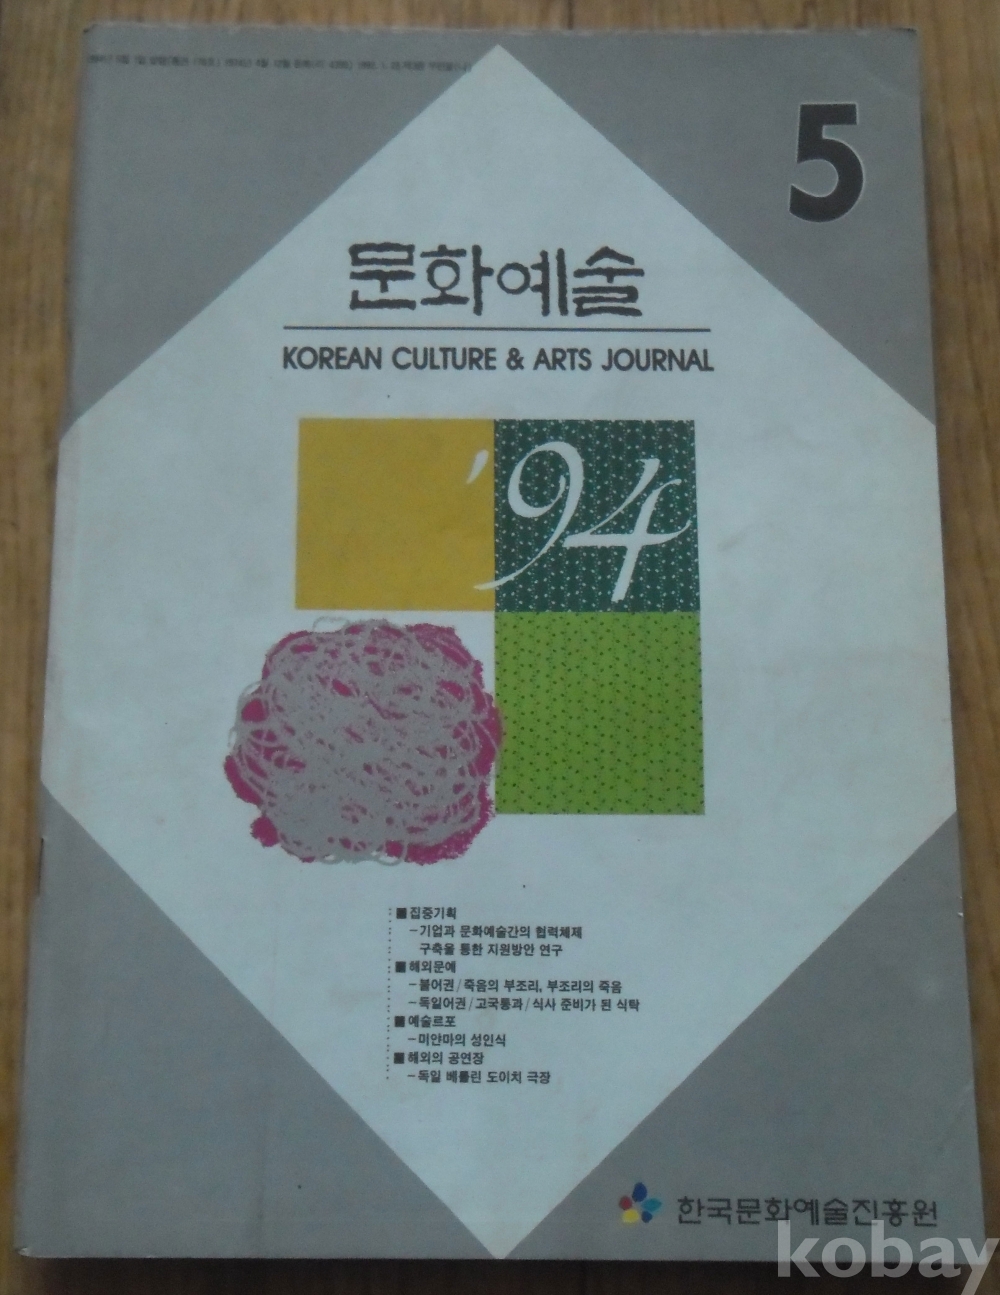 5
문화예술
KOREAN CULTURE & ARTS JOURNAL
'94
■ 집중기획
－기업과 문화예술간의 협력체제
구축을 통한 지원방안 연구
■ 해외문예
－불어권/죽음의 부조리, 부조리의 죽음
－독일어권/고국통과/식사 준비가 된 식탁
■ 예술르포
－미얀마의 성인식
■ 해외의 공연장
－독일 베를린 도이치 극장
한국문화예술진흥원
kobay